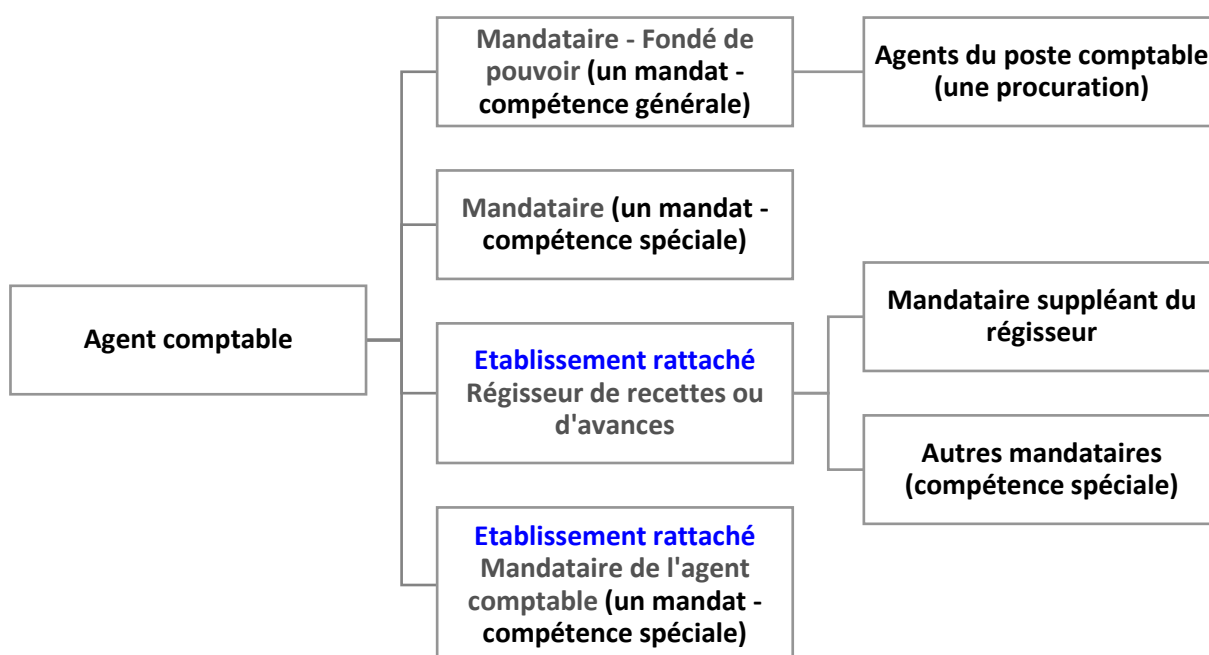 Mandataire - Fondé de
pouvoir (un mandat -
compétence générale)
Agents du poste comptable
(une procuration)
Mandataire (un mandat -
compétence spéciale)
Agent comptable
Etablissement rattaché
Régisseur de recettes ou
d'avances
Mandataire suppléant du
régisseur
Autres mandataires
(compétence spéciale)
Etablissement rattaché
Mandataire de l'agent
comptable (un mandat -
compétence spéciale)